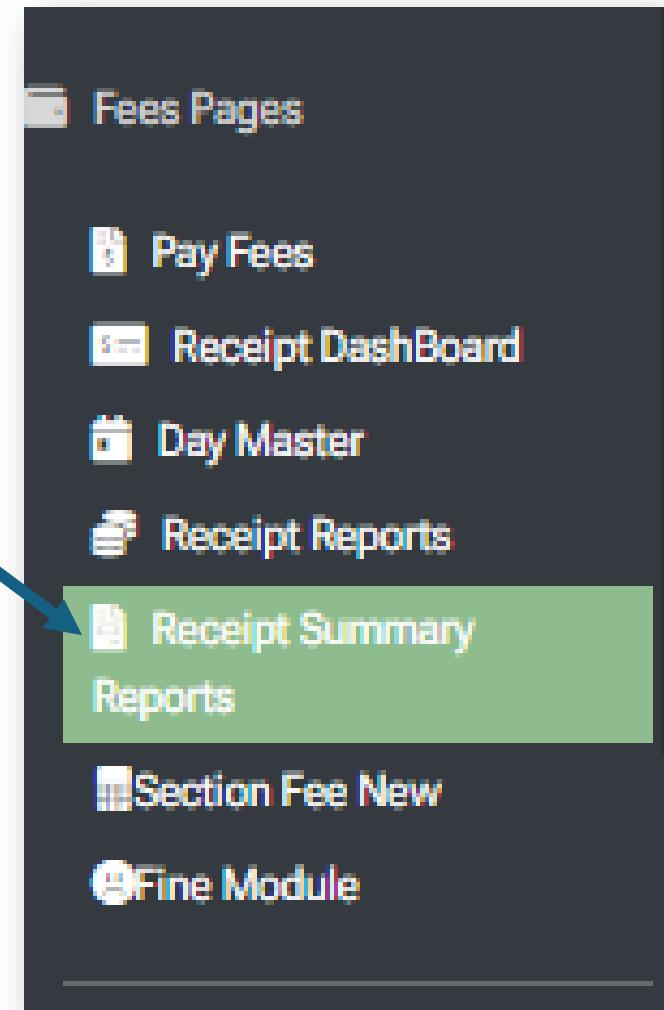 Fees Pages
Pay Fees
Receipt DashBoard
Day Master
Receipt Reports
Receipt Summary
Reports
Section Fee New
Fine Module